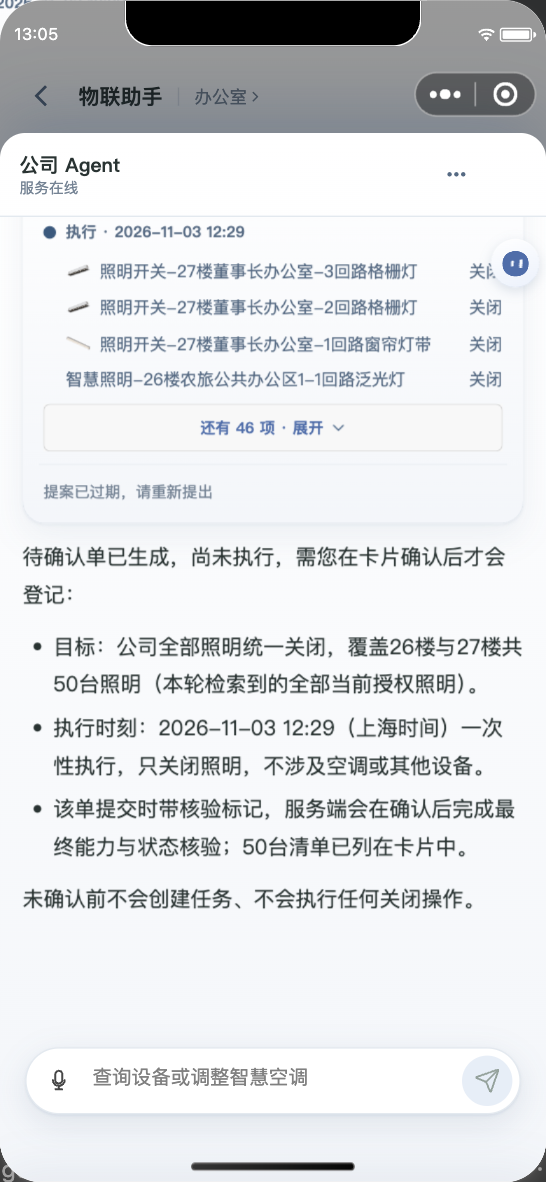 202
13:05
物联助手
办公室 >
公司 Agent
服务在线
执行 · 2026-11-03 12:29
照明开关-27楼董事长办公室-3回路格栅灯 关闭
照明开关-27楼董事长办公室-2回路格栅灯 关闭
照明开关-27楼董事长办公室-1回路窗帘灯带 关闭
智慧照明-26楼农旅公共办公区1-1回路泛光灯 关闭
还有 46 项 · 展开
提案已过期，请重新提出
待确认单已生成，尚未执行，需您在卡片确认后才会
登记：
• 目标：公司全部照明统一关闭，覆盖26楼与27楼共
50台照明（本轮检索到的全部当前授权照明）。
• 执行时刻：2026-11-03 12:29（上海时间）一次
性执行，只关闭照明，不涉及空调或其他设备。
• 该单提交时带核验标记，服务端会在确认后完成最
终能力与状态核验；50台清单已列在卡片中。
未确认前不会创建任务、不会执行任何关闭操作。
查询设备或调整智慧空调